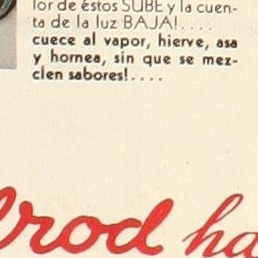 lor de éstos SUBE y la cuen-
ta de la luz BAJA!....
cuece al vapor, hierve, asa
y hornea, sin que se mez-
clen sabores!....
rod ha